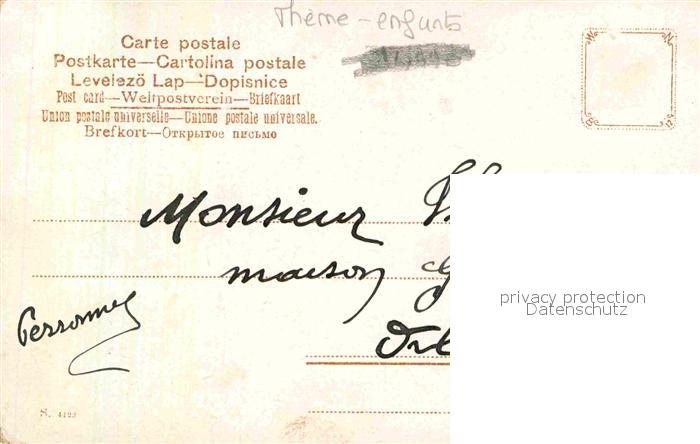 Thème - enfants
Carte postale
Postkarte—Cartolina postale
Levelezö Lap—Dopisnice
Post card—Weltpostverein—Briefkaart
Union postale universelle—Unione postale universale.
Brefkort—Открытое письмо
Monsieur
maison
Personnel
privacy protection
Datenschutz
S. 4123